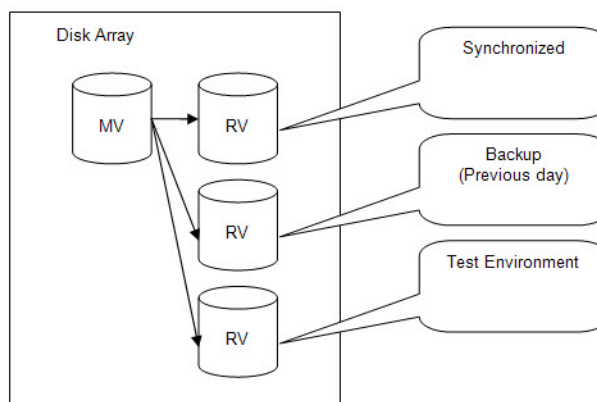 Disk Array
MV
RV
Synchronized
RV
Backup
(Previous day)
RV
Test Environment